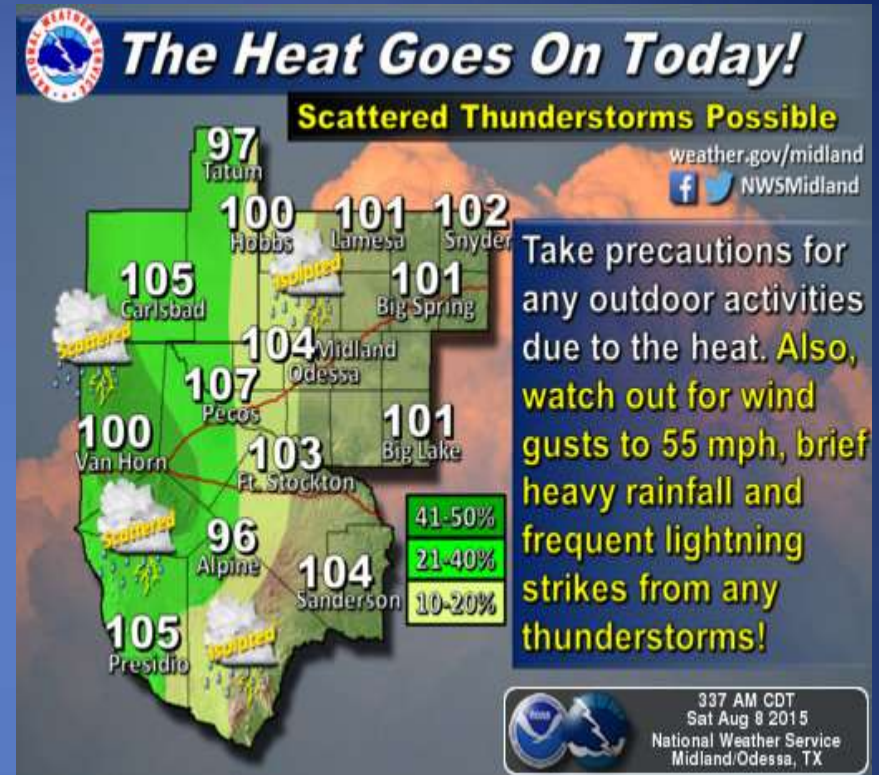 NATIONAL WEATHER SERVICE
The Heat Goes On Today!
Scattered Thunderstorms Possible
weather.gov/midland
NWSMidland
97
Tatum
100
Hobbs
101
Lamesa
102
Snyder
Isolated
105
Carlsbad
101
Big Spring
Scattered
104
Midland
Odessa
107
Pecos
100
Van Horn
101
Big Lake
103
Ft. Stockton
Scattered
96
Alpine
104
Sanderson
105
Presidio
Isolated
41-50%
21-40%
10-20%
Take precautions for
any outdoor activities
due to the heat. Also,
watch out for wind
gusts to 55 mph, brief
heavy rainfall and
frequent lightning
strikes from any
thunderstorms!
noaa
337 AM CDT
Sat Aug 8 2015
National Weather Service
Midland/Odessa, TX